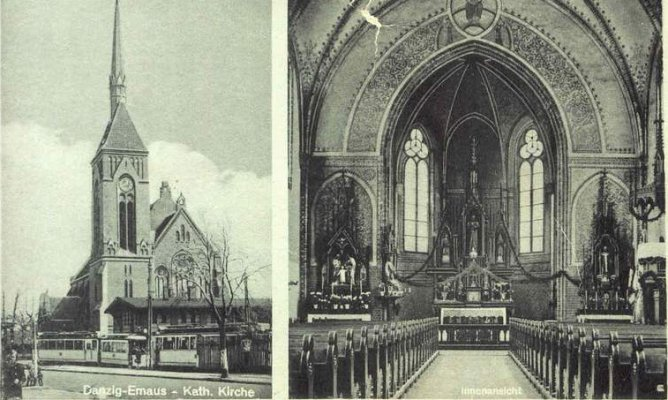 Danzig-Emaus - Kath. Kirche
Innenansicht